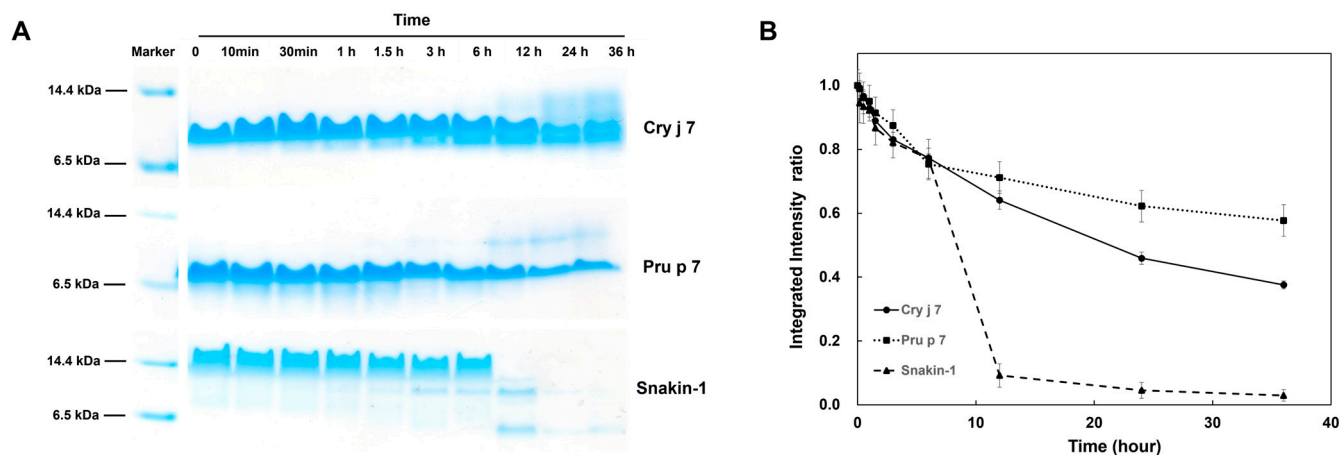 A
Time
Marker 0 10min 30min 1 h 1.5 h 3 h 6 h 12 h 24 h 36 h
14.4 kDa
6.5 kDa
Cry j 7
14.4 kDa
6.5 kDa
Pru p 7
14.4 kDa
6.5 kDa
Snakin-1
B
Integrated Intensity ratio
1.0
0.8
0.6
0.4
0.2
0.0
Cry j 7
Pru p 7
Snakin-1
0 10 20 30 40
Time (hour)